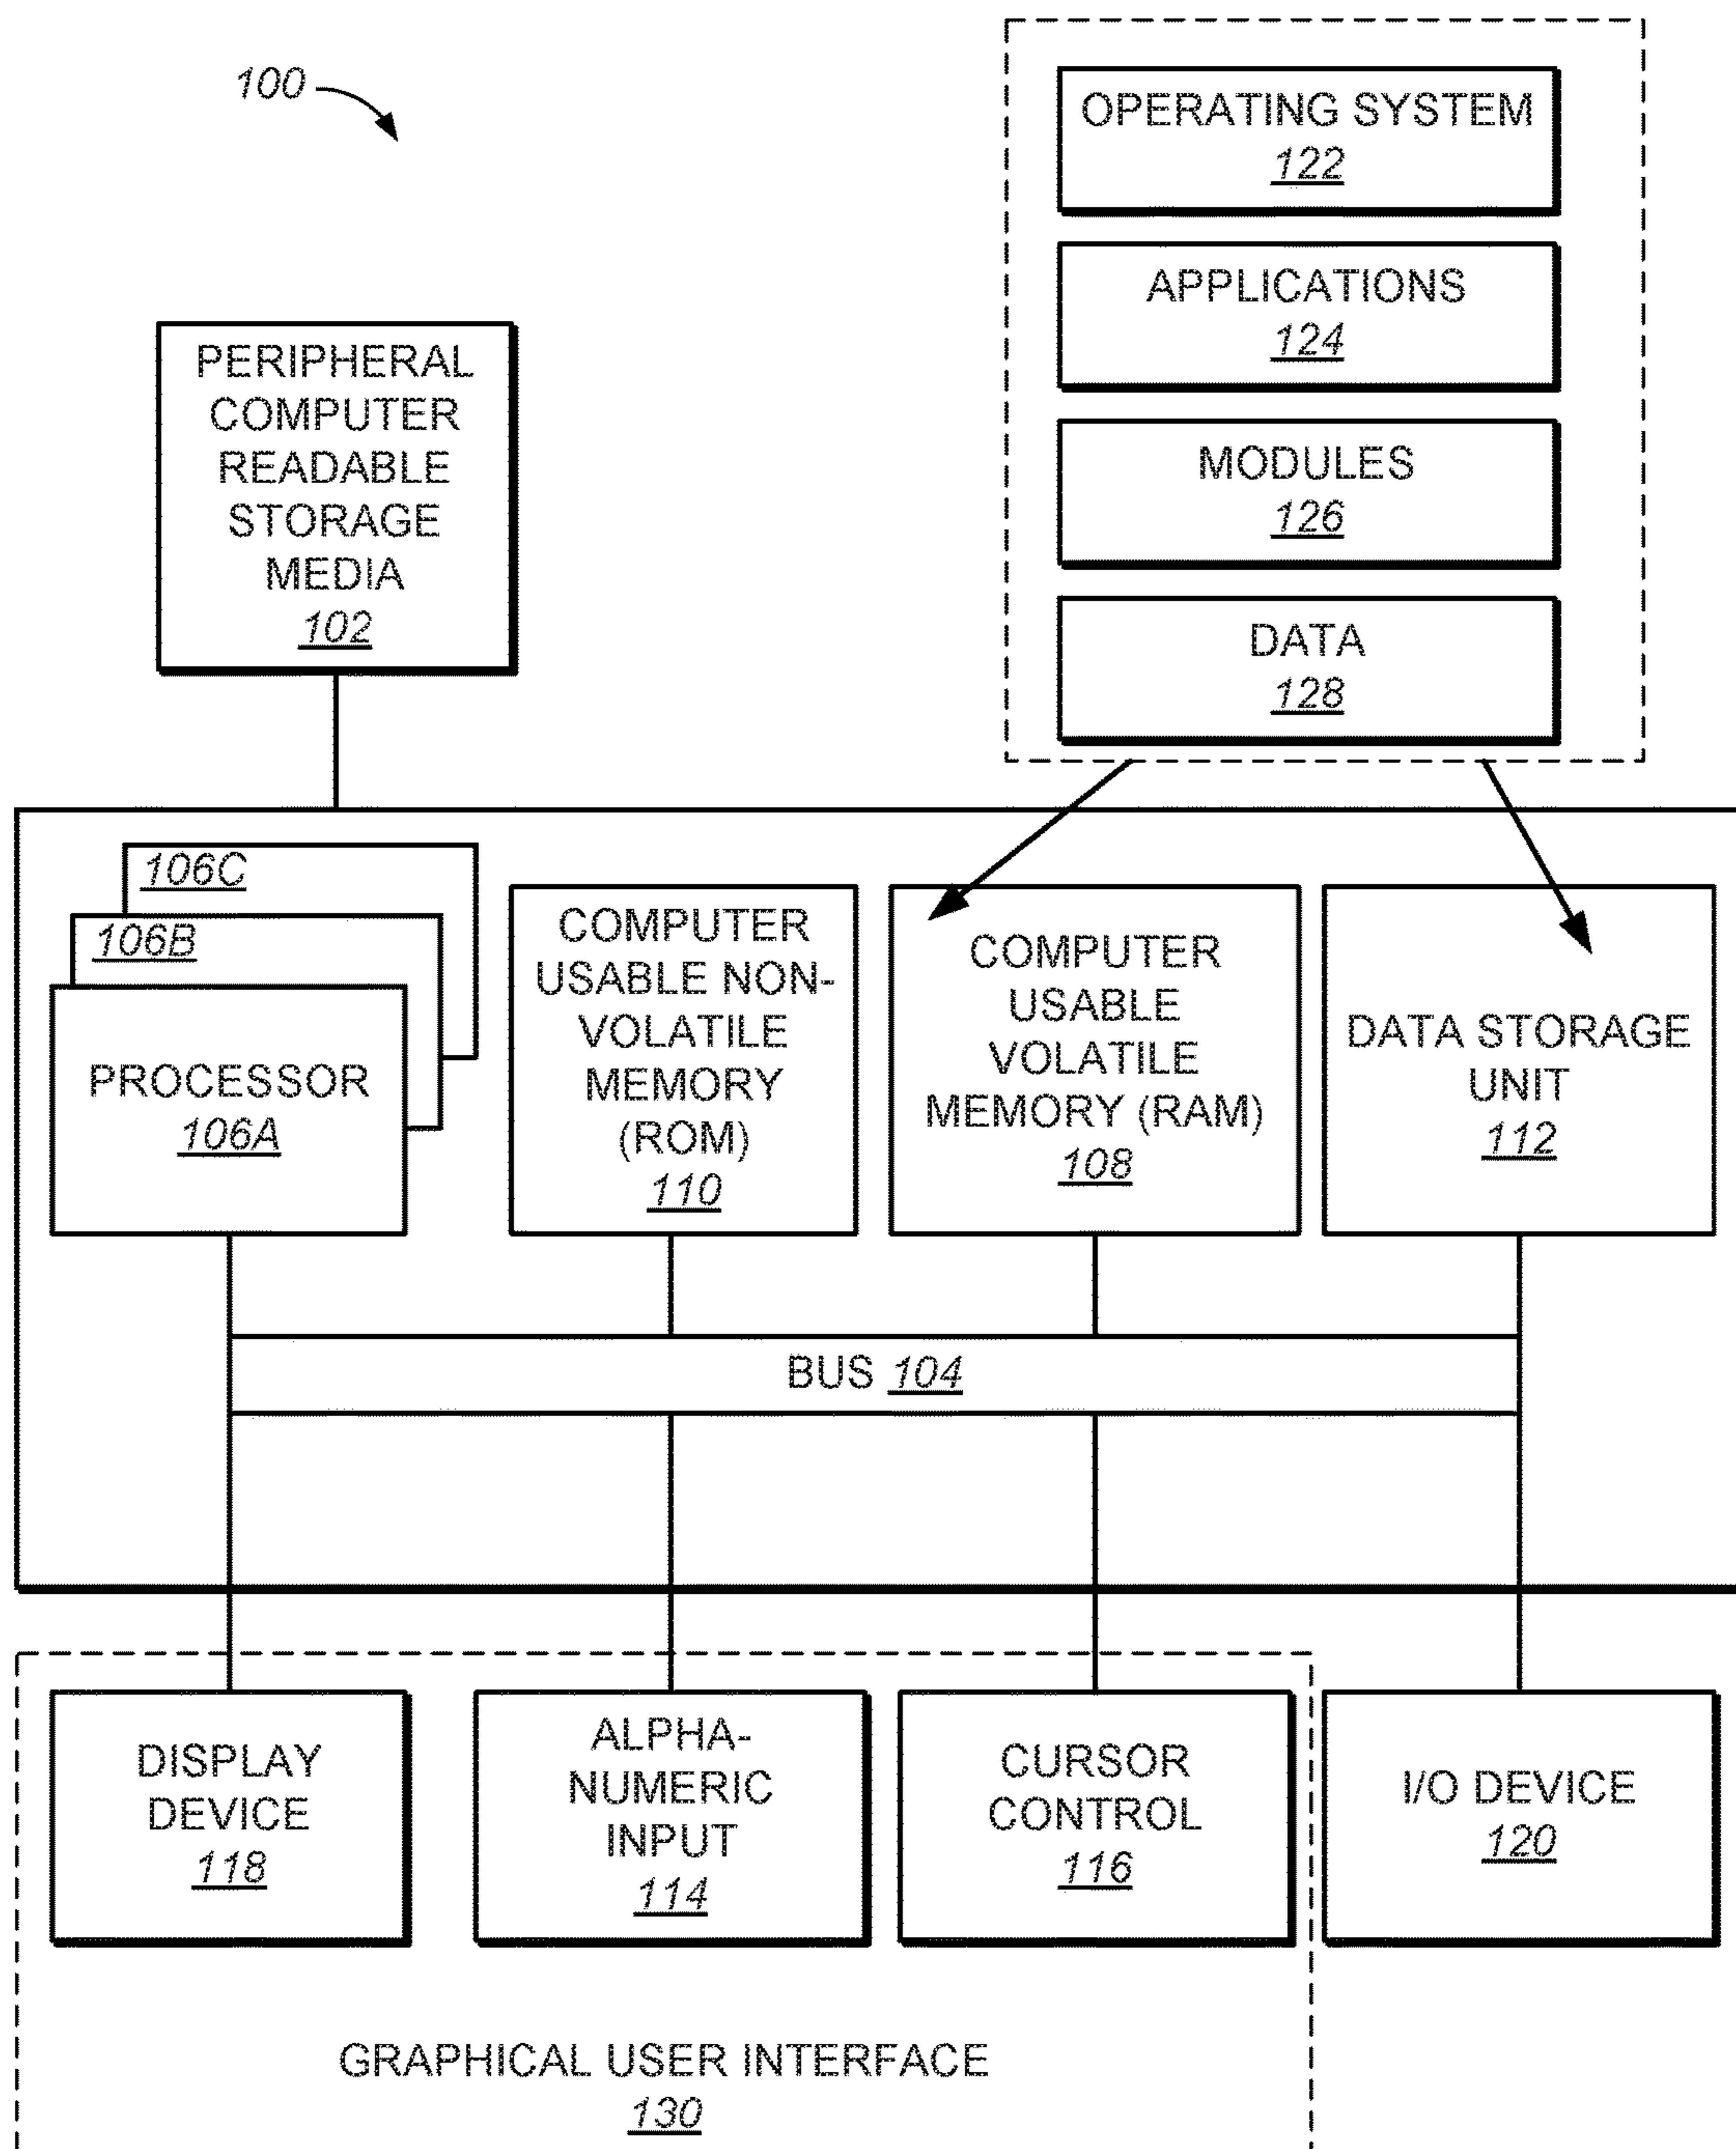 100
OPERATING SYSTEM
122
APPLICATIONS
124
MODULES
126
DATA
128
PERIPHERAL
COMPUTER
READABLE
STORAGE
MEDIA
102
106C
106B
PROCESSOR
106A
COMPUTER
USABLE NON-
VOLATILE
MEMORY
(ROM)
110
COMPUTER
USABLE
VOLATILE
MEMORY (RAM)
108
DATA STORAGE
UNIT
112
BUS 104
DISPLAY
DEVICE
118
ALPHA-
NUMERIC
INPUT
114
CURSOR
CONTROL
116
I/O DEVICE
120
GRAPHICAL USER INTERFACE
130